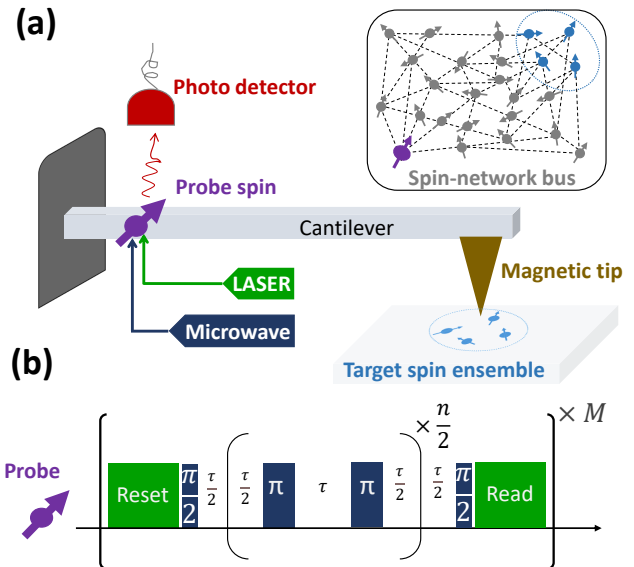 (a)
Photo detector
Probe spin
Spin-network bus
Cantilever
LASER
Magnetic tip
Microwave
Target spin ensemble
(b)
× n/2
× M
Probe
Reset π/2 τ/2 τ/2 π τ π τ/2 τ/2 π/2 Read